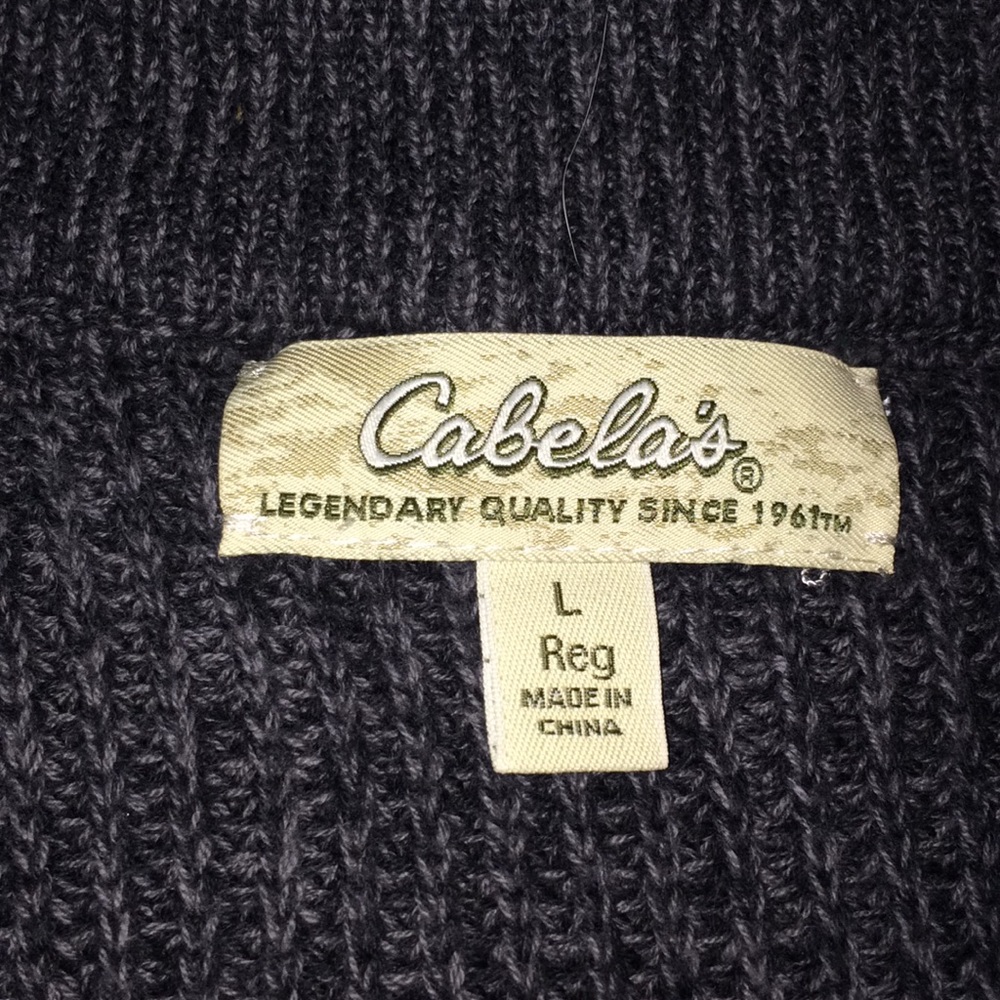 Cabela's®
LEGENDARY QUALITY SINCE 1961™
L
Reg
MADE IN
CHINA